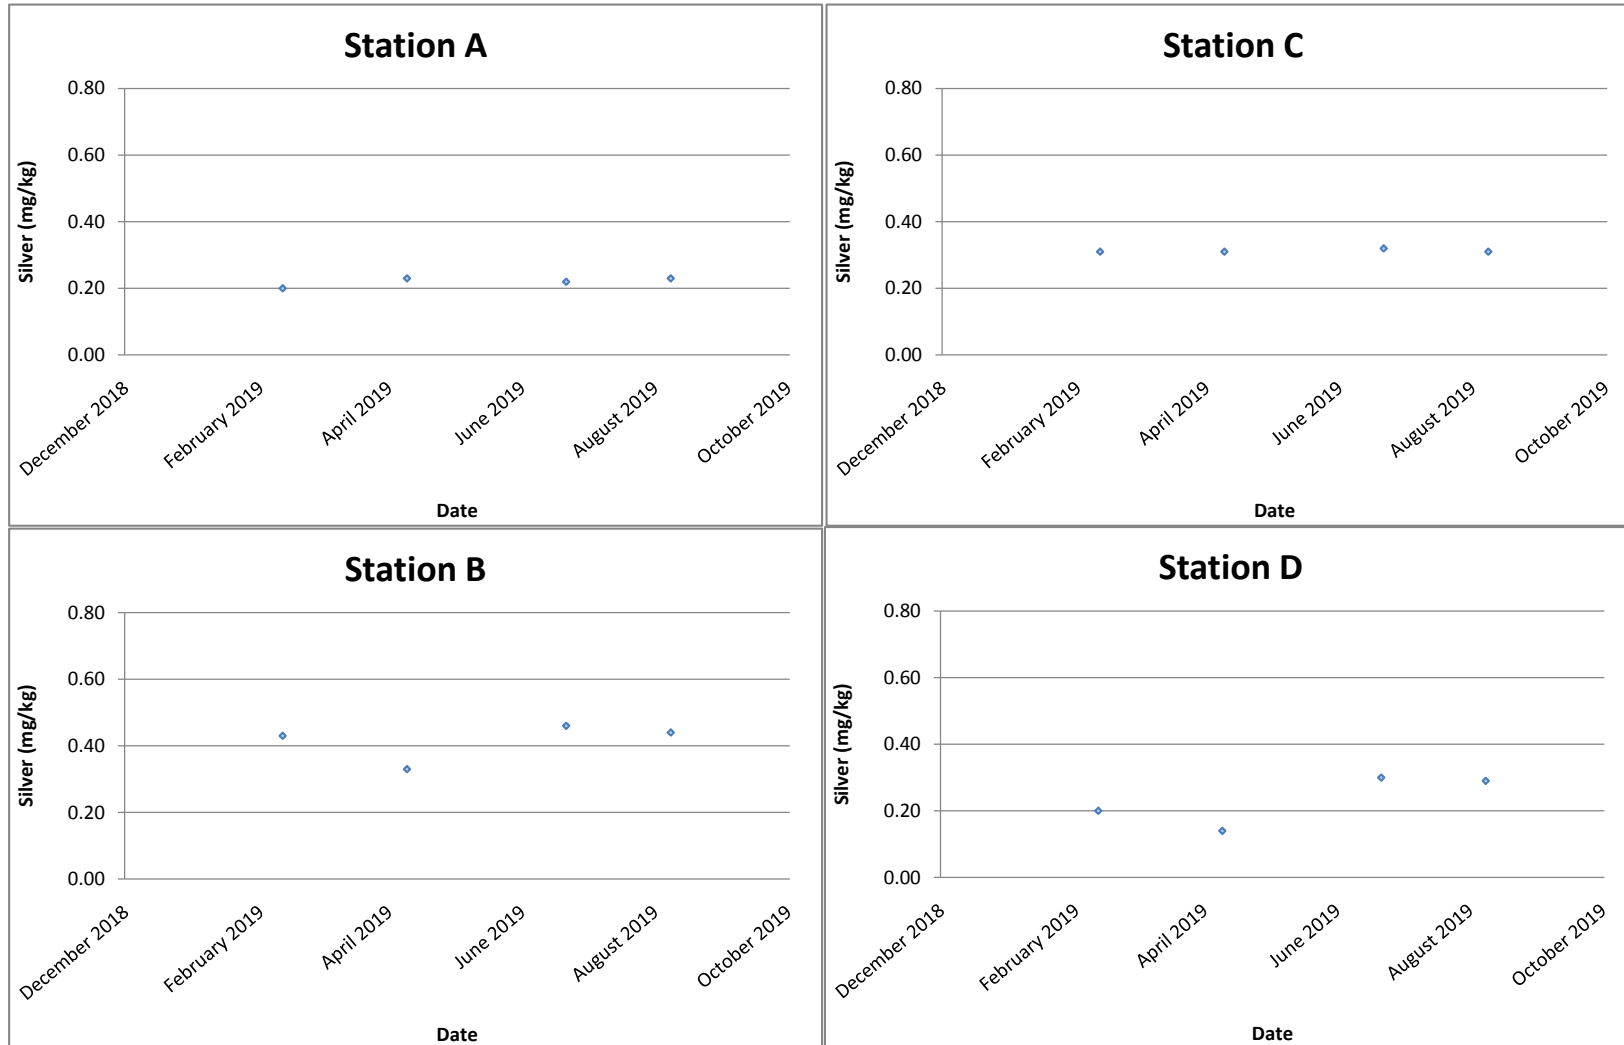 Station A
0.80
0.60
0.40
0.20
0.00
Silver (mg/kg)
December 2018
February 2019
April 2019
June 2019
August 2019
October 2019
Date
Station C
0.80
0.60
0.40
0.20
0.00
Silver (mg/kg)
December 2018
February 2019
April 2019
June 2019
August 2019
October 2019
Date
Station B
0.80
0.60
0.40
0.20
0.00
Silver (mg/kg)
December 2018
February 2019
April 2019
June 2019
August 2019
October 2019
Date
Station D
0.80
0.60
0.40
0.20
0.00
Silver (mg/kg)
December 2018
February 2019
April 2019
June 2019
August 2019
October 2019
Date